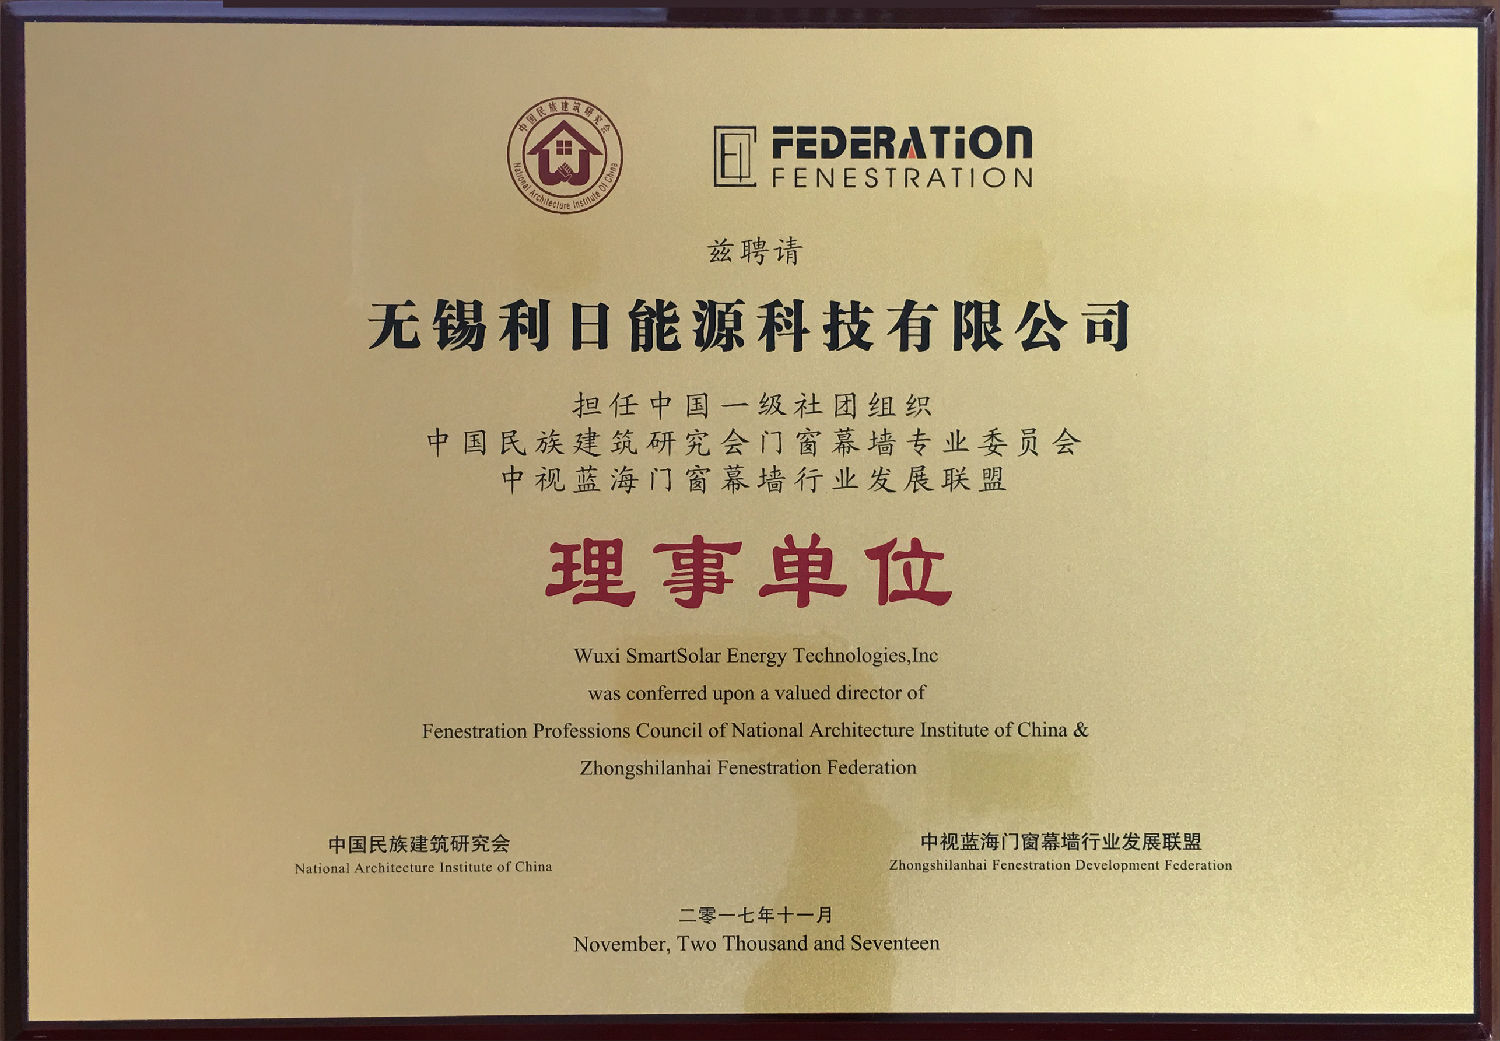 中国民族建筑研究会
National Architecture Institute Of China
FEDERATiON
FENESTRATION
兹聘请
无锡利日能源科技有限公司
担任中国一级社团组织
中国民族建筑研究会门窗幕墙专业委员会
中视蓝海门窗幕墙行业发展联盟
理事单位
Wuxi SmartSolar Energy Technologies,Inc
was conferred upon a valued director of
Fenestration Professions Council of National Architecture Institute of China &
Zhongshilanhai Fenestration Federation
中国民族建筑研究会
National Architecture Institute of China
中视蓝海门窗幕墙行业发展联盟
Zhongshilanhai Fenestration Development Federation
二零一七年十一月
November, Two Thousand and Seventeen